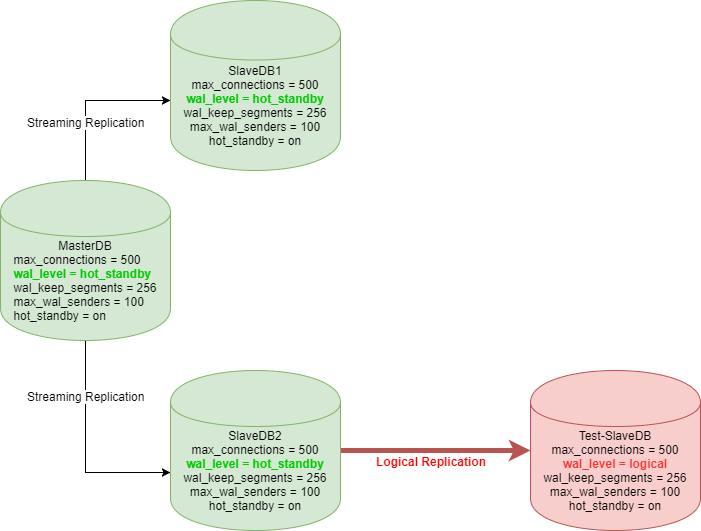 SlaveDB1
max_connections = 500
wal_level = hot_standby
wal_keep_segments = 256
max_wal_senders = 100
hot_standby = on
Streaming Replication
MasterDB
max_connections = 500
wal_level = hot_standby
wal_keep_segments = 256
max_wal_senders = 100
hot_standby = on
Streaming Replication
SlaveDB2
max_connections = 500
wal_level = hot_standby
wal_keep_segments = 256
max_wal_senders = 100
hot_standby = on
Logical Replication
Test-SlaveDB
max_connections = 500
wal_level = logical
wal_keep_segments = 256
max_wal_senders = 100
hot_standby = on